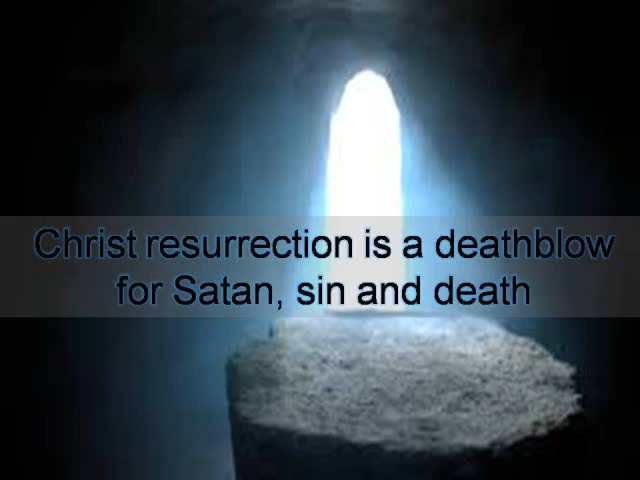 Christ resurrection is a deathblow
for Satan, sin and death